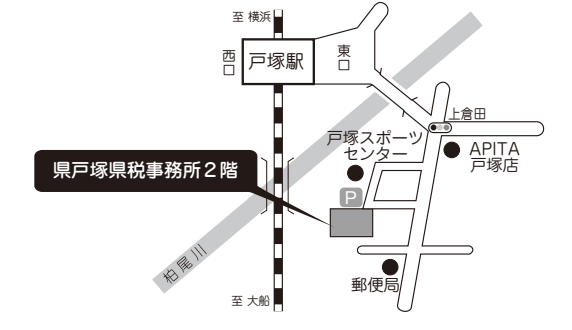 至 横浜
西口
戸塚駅
東口
上倉田
戸塚スポーツ
センター
APITA
戸塚店
県戸塚県税事務所2階
P
柏尾川
郵便局
至 大船